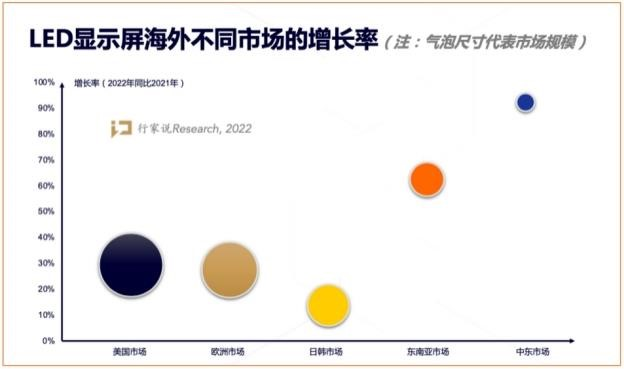 LED显示屏海外不同市场的增长率（注：气泡尺寸代表市场规模）
增长率（2022年同比2021年）
行家说Research, 2022
100%
90%
80%
70%
60%
50%
40%
30%
20%
10%
0%
美国市场 欧洲市场 日韩市场 东南亚市场 中东市场